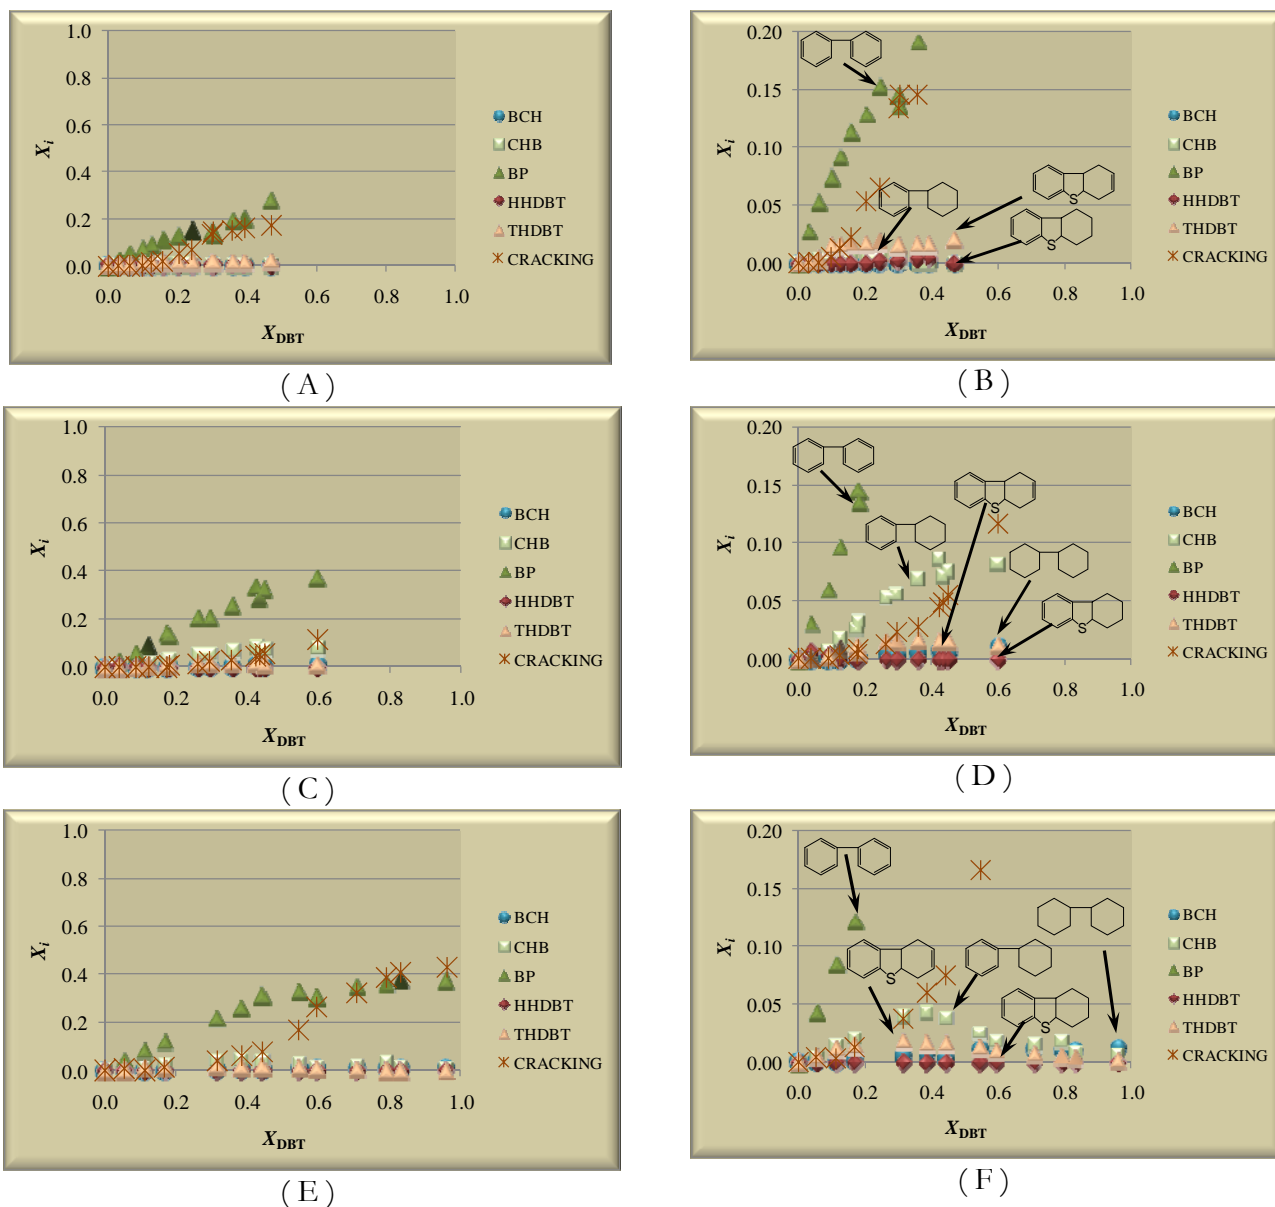 1.0
0.8
0.6
0.4
0.2
0.0
Xi
0.0 0.2 0.4 0.6 0.8 1.0
XDBT
BCH
CHB
BP
HHDBT
THDBT
CRACKING
( A )
0.20
0.15
0.10
0.05
0.00
Xi
S
S
0.0 0.2 0.4 0.6 0.8 1.0
XDBT
BCH
CHB
BP
HHDBT
THDBT
CRACKING
( B )
1.0
0.8
0.6
0.4
0.2
0.0
Xi
0.0 0.2 0.4 0.6 0.8 1.0
XDBT
BCH
CHB
BP
HHDBT
THDBT
CRACKING
( C )
0.20
0.15
0.10
0.05
0.00
Xi
S
S
0.0 0.2 0.4 0.6 0.8 1.0
XDBT
BCH
CHB
BP
HHDBT
THDBT
CRACKING
( D )
1.0
0.8
0.6
0.4
0.2
0.0
Xi
0.0 0.2 0.4 0.6 0.8 1.0
XDBT
BCH
CHB
BP
HHDBT
THDBT
CRACKING
( E )
0.20
0.15
0.10
0.05
0.00
Xi
S
S
0.0 0.2 0.4 0.6 0.8 1.0
XDBT
BCH
CHB
BP
HHDBT
THDBT
CRACKING
( F )